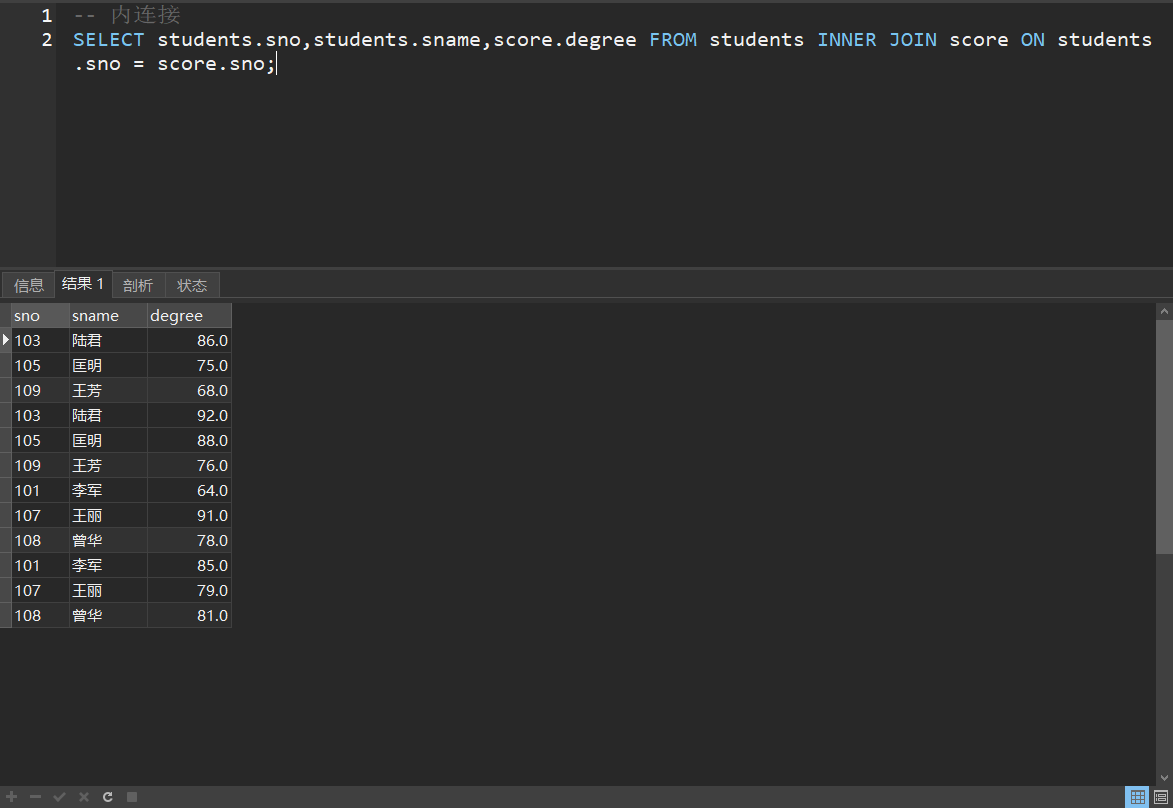 1 -- 内连接
2 SELECT students.sno,students.sname,score.degree FROM students INNER JOIN score ON students
.sno = score.sno;
信息 结果 1 剖析 状态
sno sname degree
103 陆君 86.0
105 匡明 75.0
109 王芳 68.0
103 陆君 92.0
105 匡明 88.0
109 王芳 76.0
101 李军 64.0
107 王丽 91.0
108 曾华 78.0
101 李军 85.0
107 王丽 79.0
108 曾华 81.0